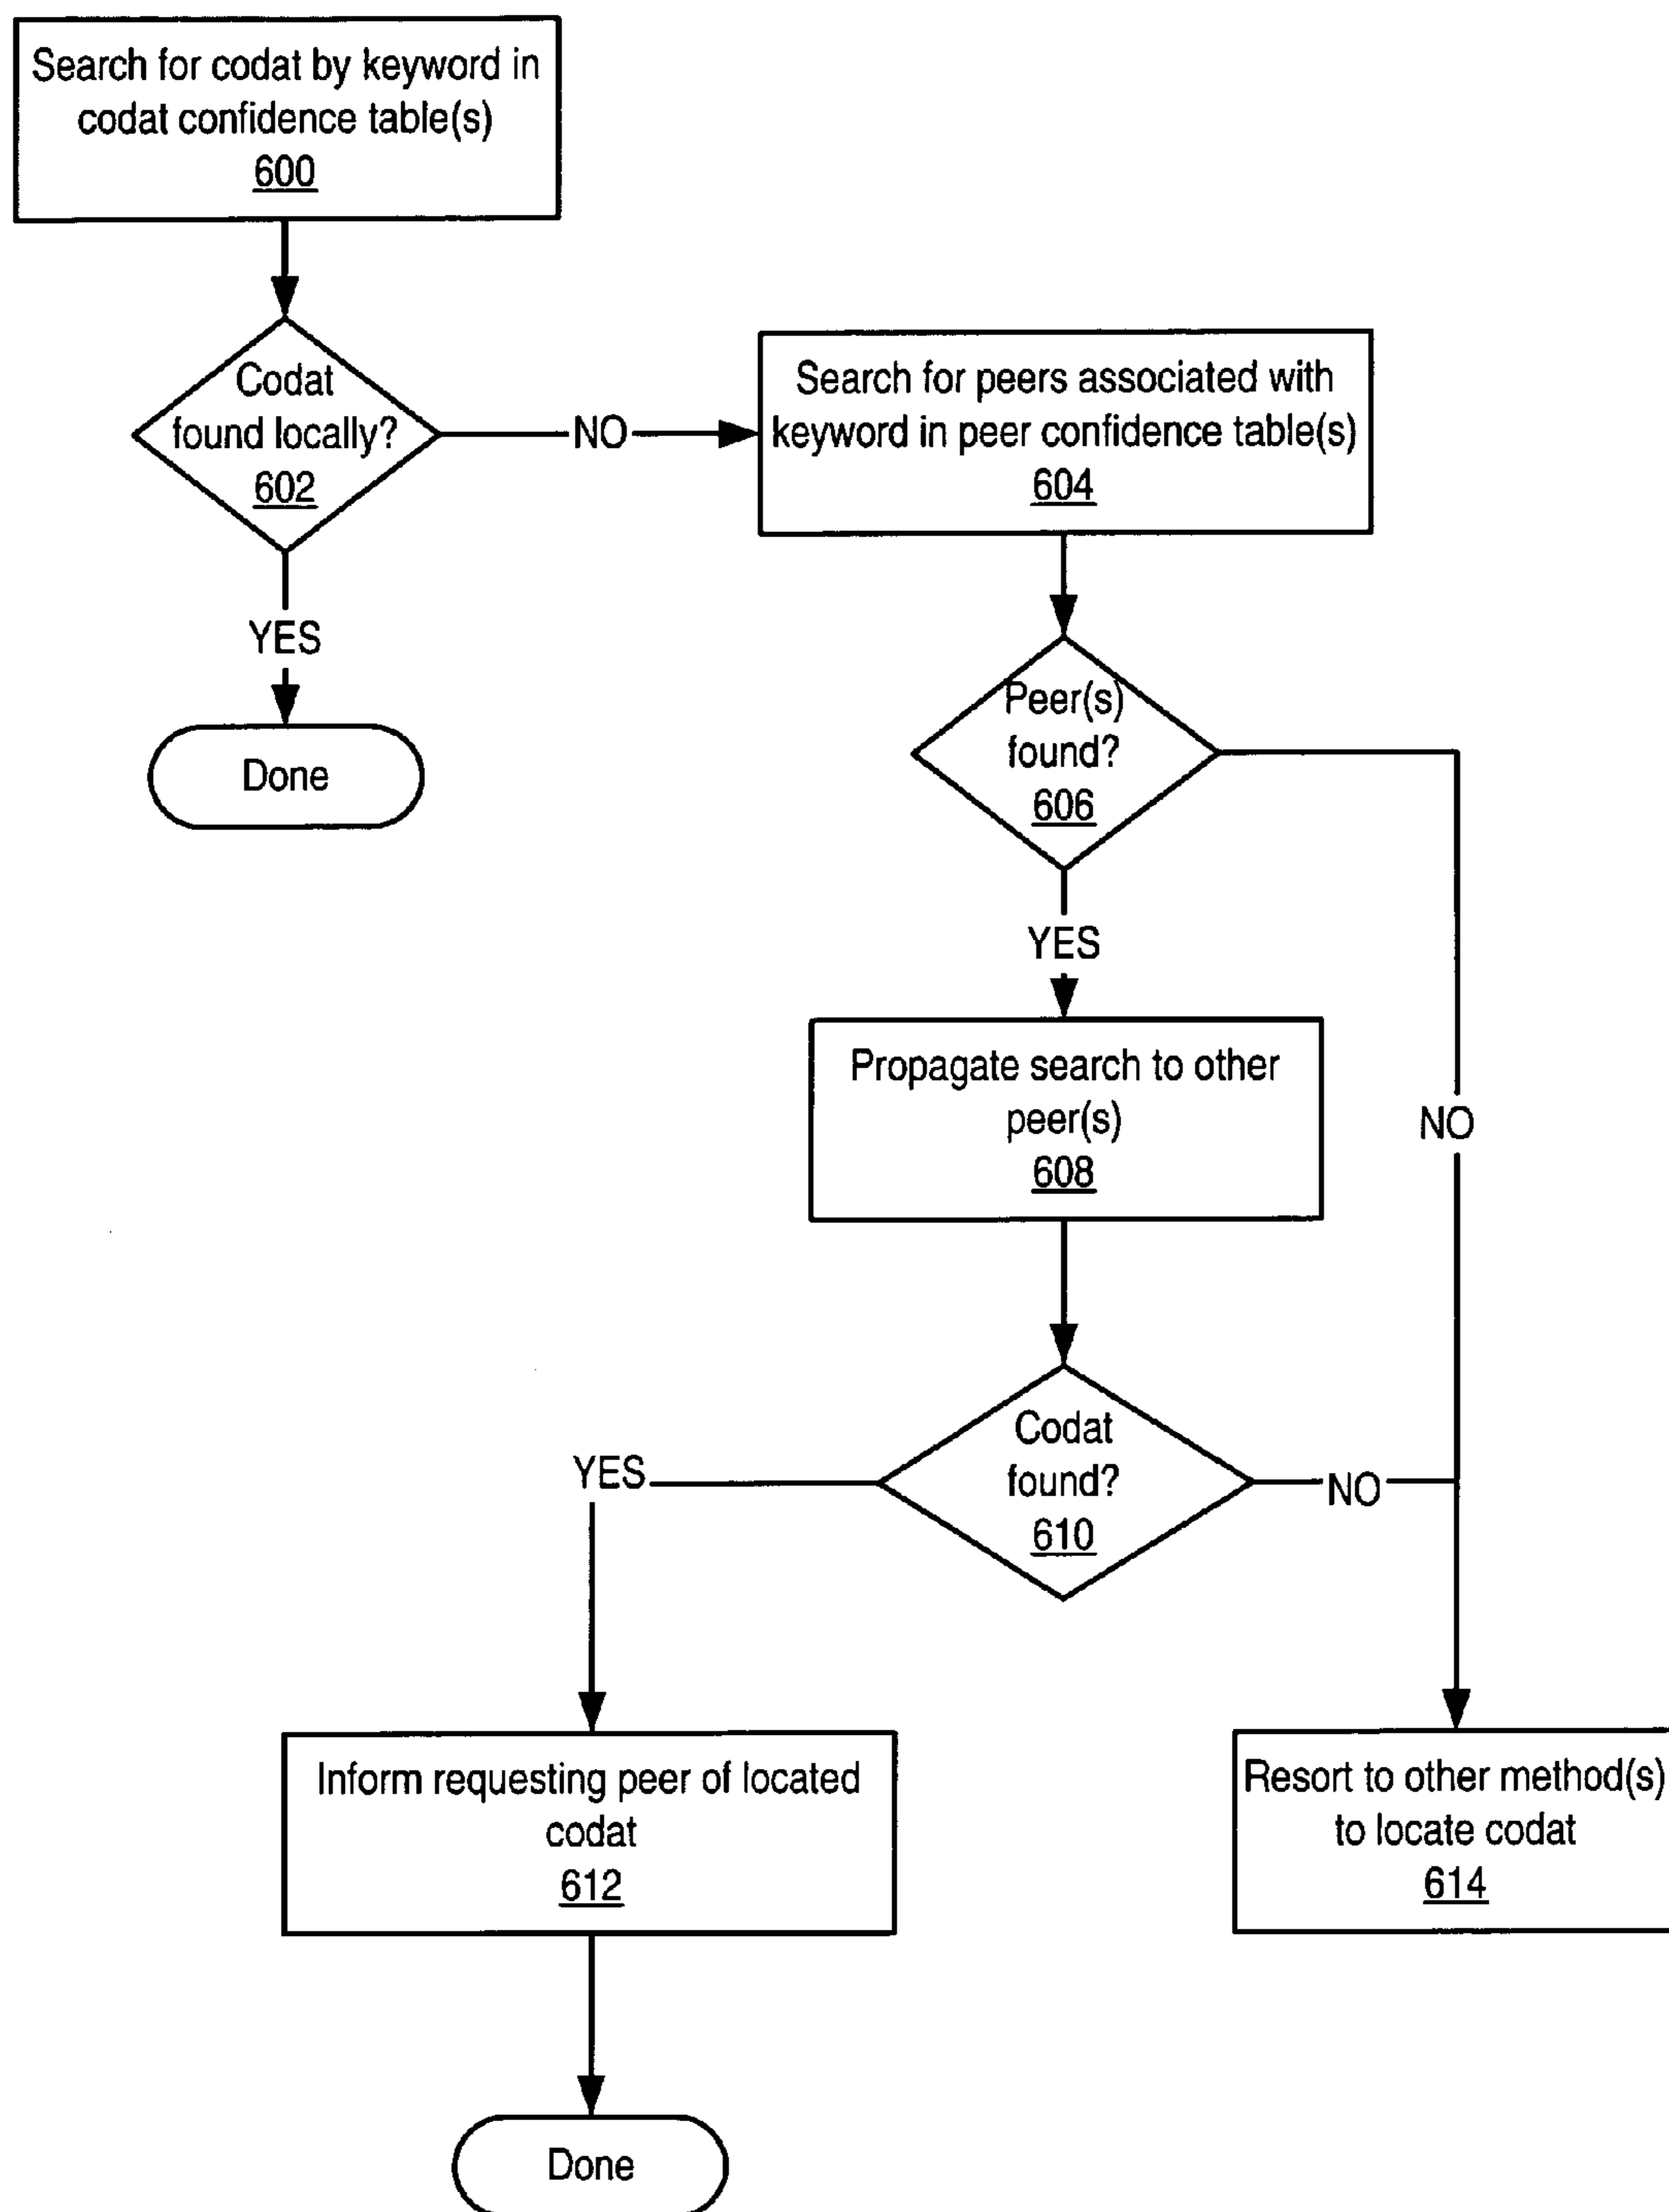 Search for codat by keyword in
codat confidence table(s)
600
Codat
found locally?
602
NO
Search for peers associated with
keyword in peer confidence table(s)
604
YES
Done
Peer(s)
found?
606
YES
NO
Propagate search to other
peer(s)
608
Codat
found?
610
YES
NO
Inform requesting peer of located
codat
612
Resort to other method(s)
to locate codat
614
Done